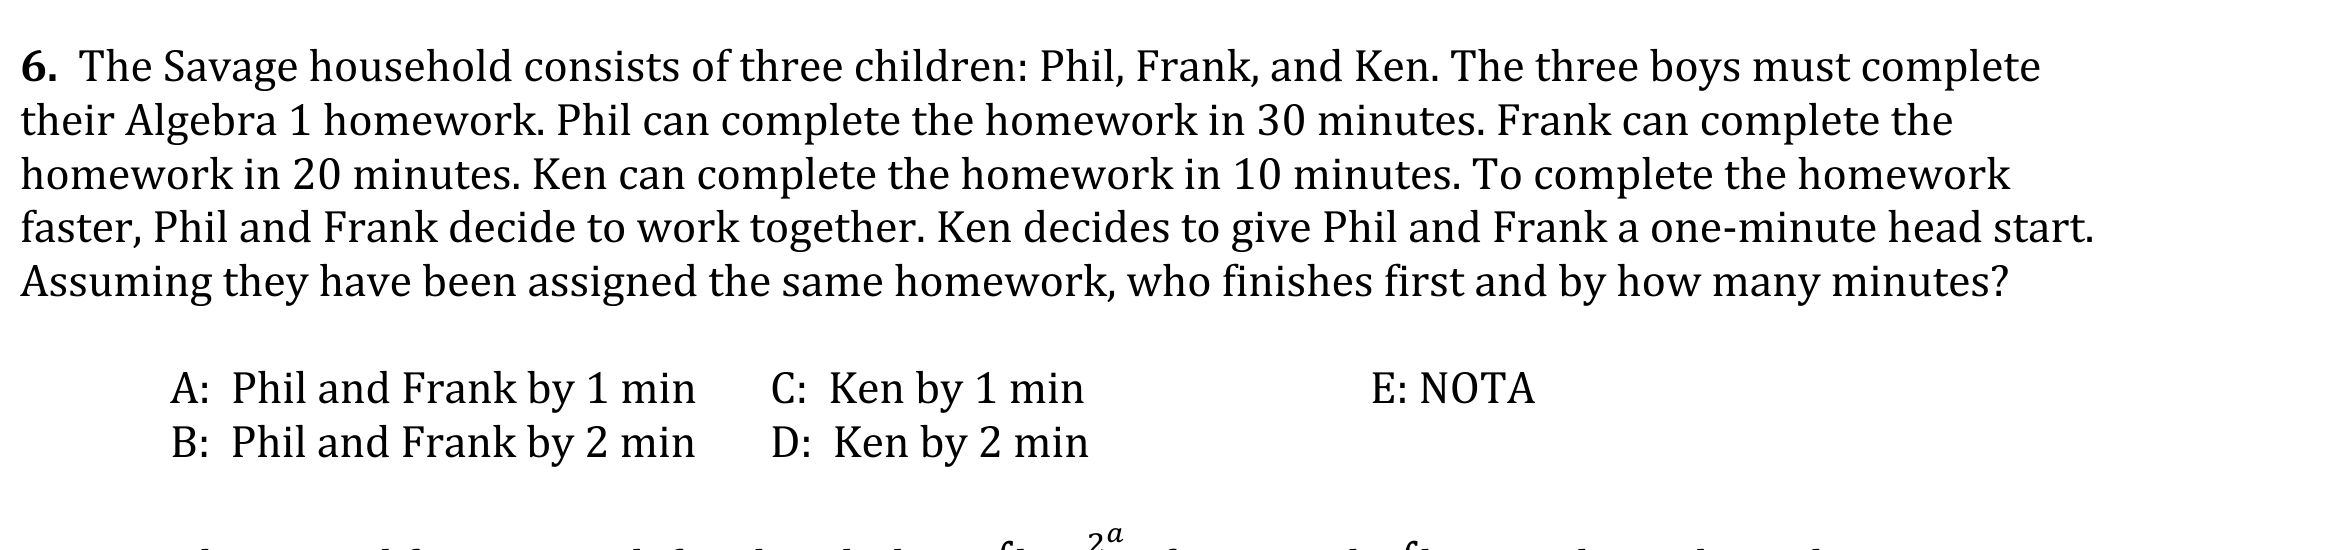 6. The Savage household consists of three children: Phil, Frank, and Ken. The three boys must complete
their Algebra 1 homework. Phil can complete the homework in 30 minutes. Frank can complete the
homework in 20 minutes. Ken can complete the homework in 10 minutes. To complete the homework
faster, Phil and Frank decide to work together. Ken decides to give Phil and Frank a one-minute head start.
Assuming they have been assigned the same homework, who finishes first and by how many minutes?
A: Phil and Frank by 1 min C: Ken by 1 min E: NOTA
B: Phil and Frank by 2 min D: Ken by 2 min
2^a